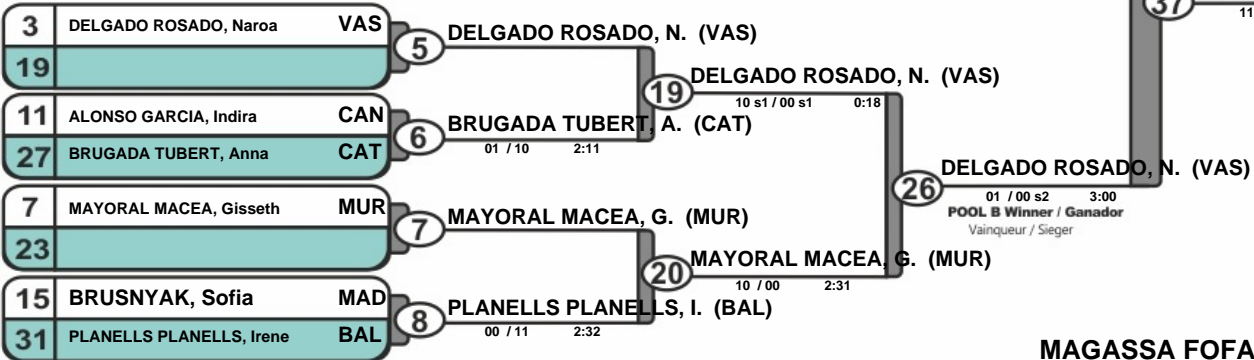 3 DELGADO ROSADO, Naroa VAS
19
5 DELGADO ROSADO, N. (VAS)
11 ALONSO GARCIA, Indira CAN
27 BRUGADA TUBERT, Anna CAT
6 BRUGADA TUBERT, A. (CAT)
01 / 10 2:11
19 DELGADO ROSADO, N. (VAS)
10 s1 / 00 s1 0:18
7 MAYORAL MACEA, Gisseth MUR
23
7 MAYORAL MACEA, G. (MUR)
15 BRUSNYAK, Sofia MAD
31 PLANELLS PLANELLS, Irene BAL
8 PLANELLS PLANELLS, I. (BAL)
00 / 11 2:32
20 MAYORAL MACEA, G. (MUR)
10 / 00 2:31
26 DELGADO ROSADO, N. (VAS)
01 / 00 s2 3:00
POOL B Winner / Ganador
Vainqueur / Sieger
37
11
MAGASSA FOFA